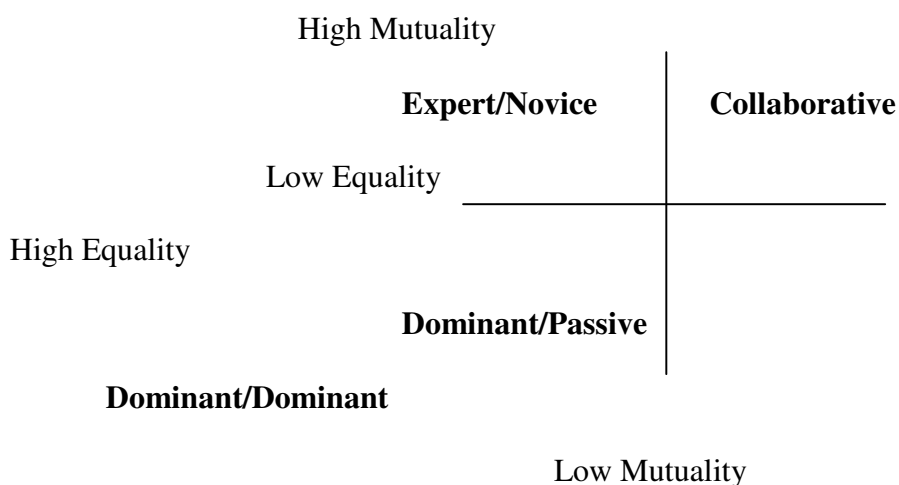 High Mutuality
Expert/Novice Collaborative
Low Equality
High Equality
Dominant/Passive
Dominant/Dominant
Low Mutuality